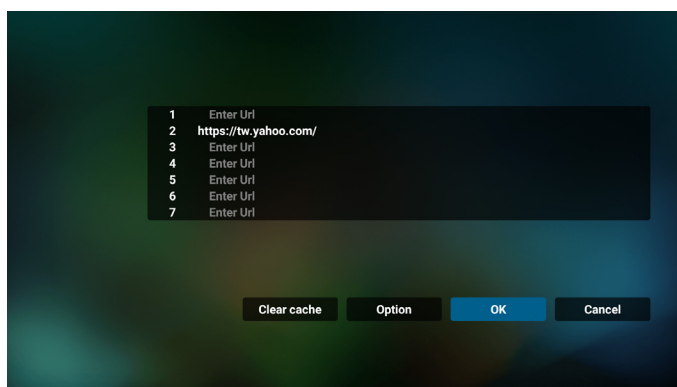 1 Enter Url
2 https://tw.yahoo.com/
3 Enter Url
4 Enter Url
5 Enter Url
6 Enter Url
7 Enter Url
Clear cache Option OK Cancel